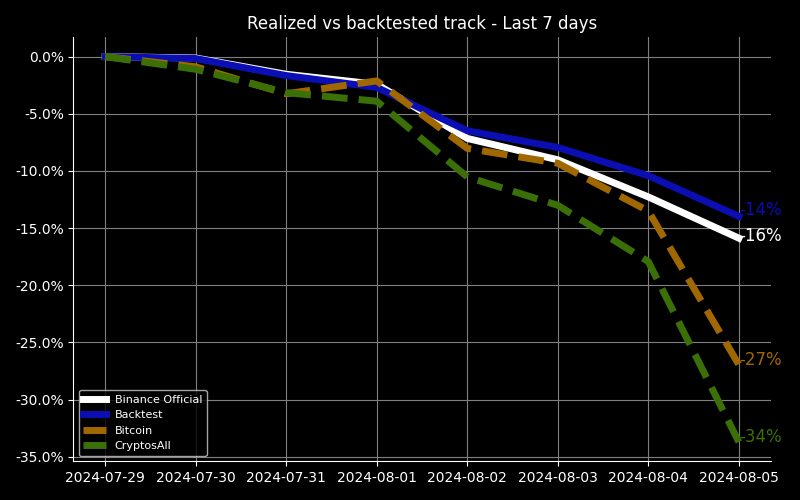 Realized vs backtested track - Last 7 days
0.0%
-5.0%
-10.0%
-15.0%
-20.0%
-25.0%
-30.0%
-35.0%
-14%
-16%
-27%
-34%
Binance Official
Backtest
Bitcoin
CryptosAll
2024-07-29 2024-07-30 2024-07-31 2024-08-01 2024-08-02 2024-08-03 2024-08-04 2024-08-05